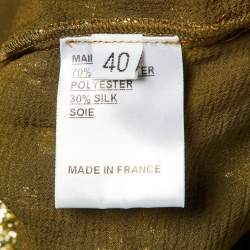 40
70%
POLYESTER
30% SILK
SOIE
MADE IN FRANCE